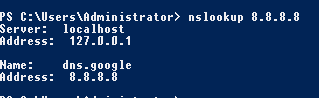 PS C:\Users\Administrator> nslookup 8.8.8.8
Server:  localhost
Address:  127.0.0.1
Name:    dns.google
Address:  8.8.8.8